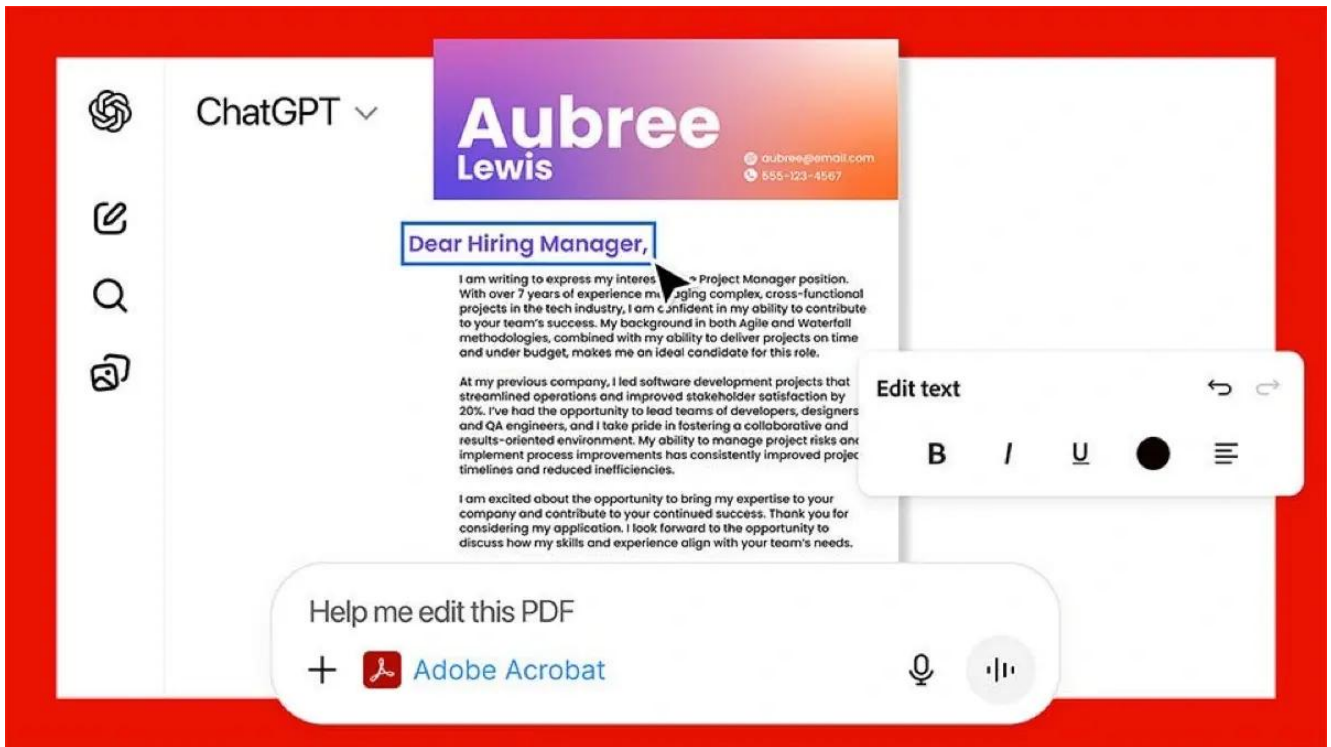 ChatGPT
Aubree
Lewis
aubree@email.com
555-123-4567
Dear Hiring Manager,
I am writing to express my interes Project Manager position.
With over 7 years of experience m aging complex, cross-functional
projects in the tech industry, I am c nfident in my ability to contribute
to your team's success. My background in both Agile and Waterfall
methodologies, combined with my ability to deliver projects on time
and under budget, makes me an ideal candidate for this role.
At my previous company, I led software development projects that
streamlined operations and improved stakeholder satisfaction by
20%. I've had the opportunity to lead teams of developers, designers
and QA engineers, and I take pride in fostering a collaborative and
results-oriented environment. My ability to manage project risks and
implement process improvements has consistently improved projec
timelines and reduced inefficiencies.
I am excited about the opportunity to bring my expertise to your
company and contribute to your continued success. Thank you for
considering my application. I look forward to the opportunity to
discuss how my skills and experience align with your team's needs.
Edit text
B I U
Help me edit this PDF
Adobe Acrobat